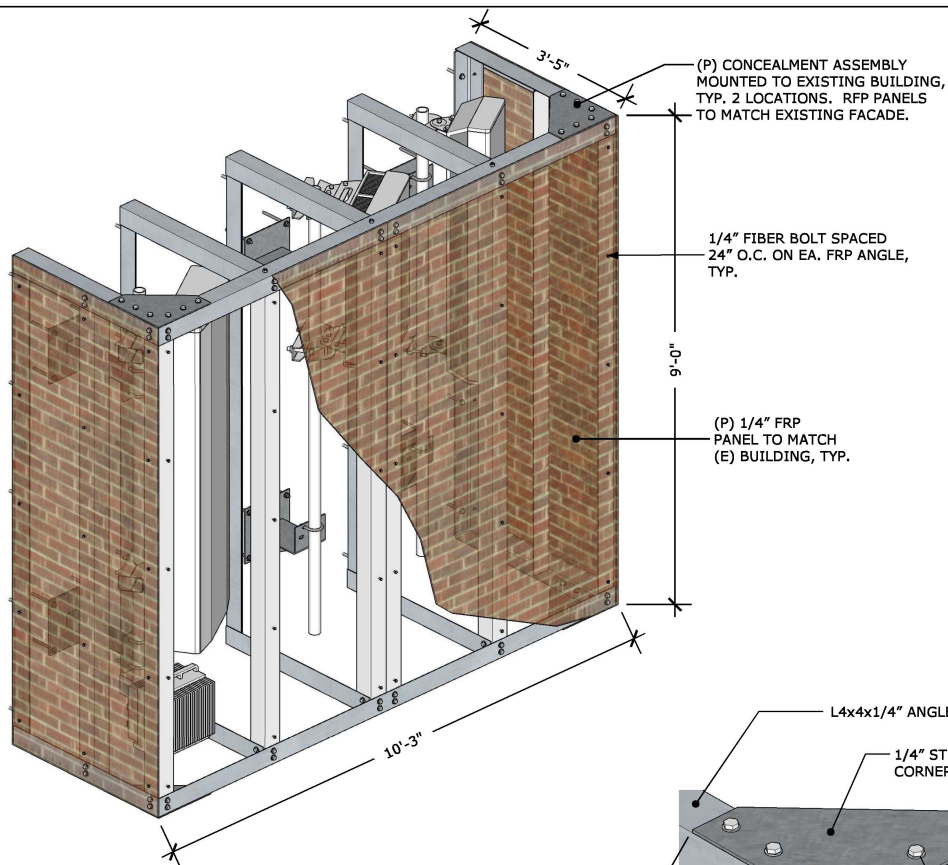 3'-5"
(P) CONCEALMENT ASSEMBLY
MOUNTED TO EXISTING BUILDING,
TYP. 2 LOCATIONS. RFP PANELS
TO MATCH EXISTING FACADE.
1/4" FIBER BOLT SPACED
24" O.C. ON EA. FRP ANGLE,
TYP.
9'-0"
(P) 1/4" FRP
PANEL TO MATCH
(E) BUILDING, TYP.
10'-3"
L4x4x1/4" ANGLE
1/4" ST
CORNER